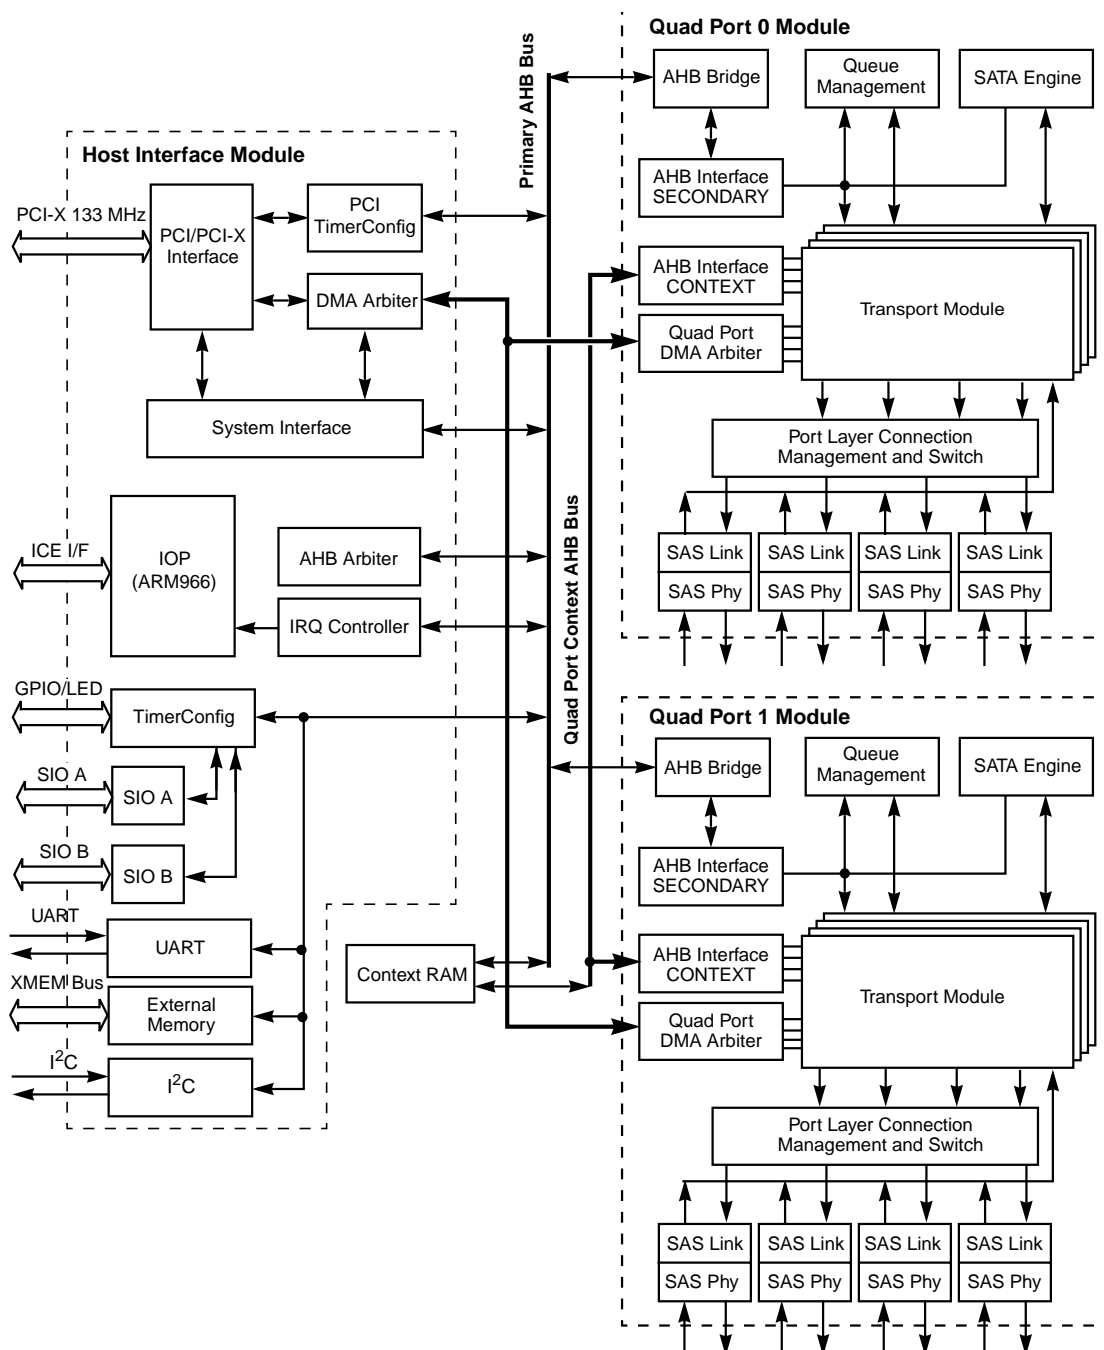 Quad Port 0 Module
Primary AHB Bus
AHB Bridge
Queue
Management
SATA Engine
Host Interface Module
AHB Interface
SECONDARY
PCI-X 133 MHz
PCI/PCI-X
Interface
PCI
TimerConfig
AHB Interface
CONTEXT
DMA Arbiter
Transport Module
Quad Port
DMA Arbiter
System Interface
Port Layer Connection
Management and Switch
Quad Port Context AHB Bus
ICE I/F
IOP
(ARM966)
AHB Arbiter
SAS Link
SAS Link
SAS Link
SAS Link
SAS Phy
SAS Phy
SAS Phy
SAS Phy
IRQ Controller
GPIO/LED
TimerConfig
Quad Port 1 Module
AHB Bridge
Queue
Management
SATA Engine
SIO A
SIO A
SIO B
SIO B
AHB Interface
SECONDARY
UART
UART
Context RAM
AHB Interface
CONTEXT
Transport Module
XMEM Bus
External
Memory
Quad Port
DMA Arbiter
I2C
I2C
Port Layer Connection
Management and Switch
SAS Link
SAS Link
SAS Link
SAS Link
SAS Phy
SAS Phy
SAS Phy
SAS Phy